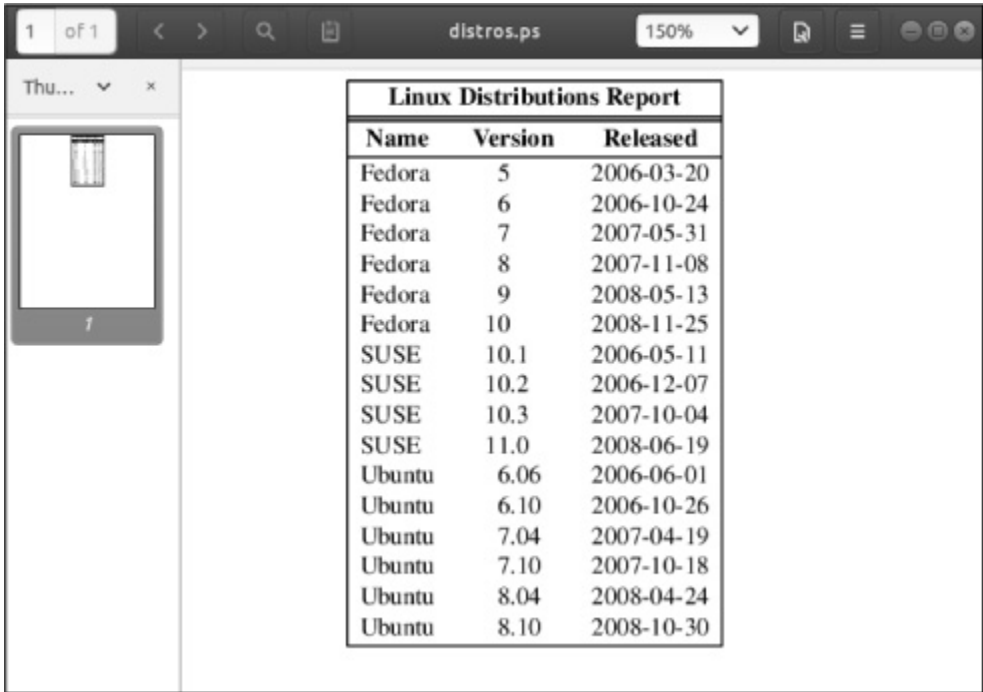 1 of 1 distros.ps 150%
Thu...
1
Linux Distributions Report
Name Version Released
Fedora 5 2006-03-20
Fedora 6 2006-10-24
Fedora 7 2007-05-31
Fedora 8 2007-11-08
Fedora 9 2008-05-13
Fedora 10 2008-11-25
SUSE 10.1 2006-05-11
SUSE 10.2 2006-12-07
SUSE 10.3 2007-10-04
SUSE 11.0 2008-06-19
Ubuntu 6.06 2006-06-01
Ubuntu 6.10 2006-10-26
Ubuntu 7.04 2007-04-19
Ubuntu 7.10 2007-10-18
Ubuntu 8.04 2008-04-24
Ubuntu 8.10 2008-10-30